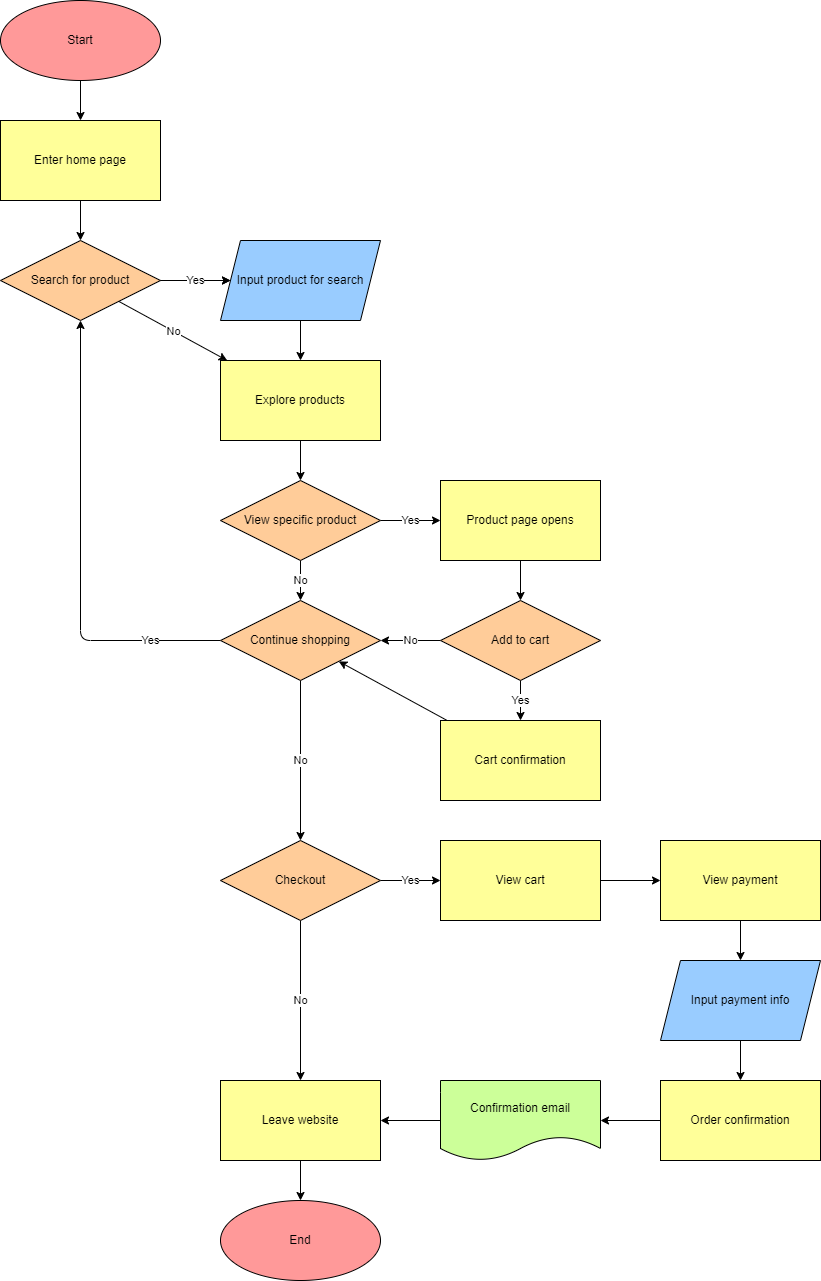 Start
Enter home page
Search for product
Yes
Input product for search
No
Explore products
View specific product
Yes
Product page opens
No
Continue shopping
Yes
No
Add to cart
Yes
Cart confirmation
No
Checkout
Yes
View cart
View payment
Input payment info
No
Leave website
Confirmation email
Order confirmation
End